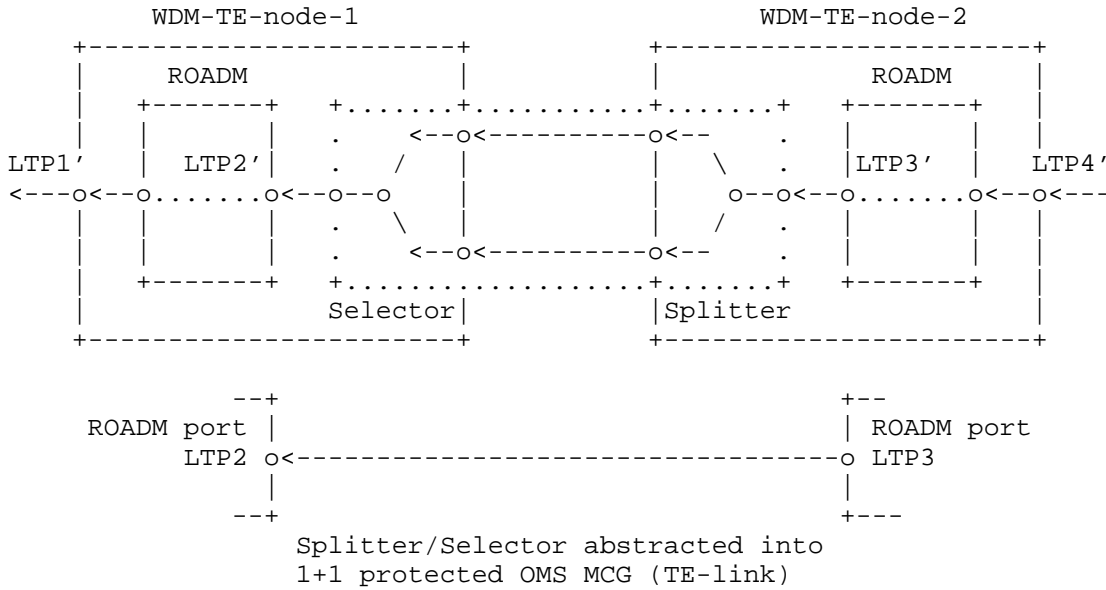 WDM-TE-node-1 WDM-TE-node-2
ROADM ROADM
LTP1' LTP2' LTP3' LTP4'
Selector Splitter
ROADM port ROADM port
LTP2 LTP3
Splitter/Selector abstracted into
1+1 protected OMS MCG (TE-link)